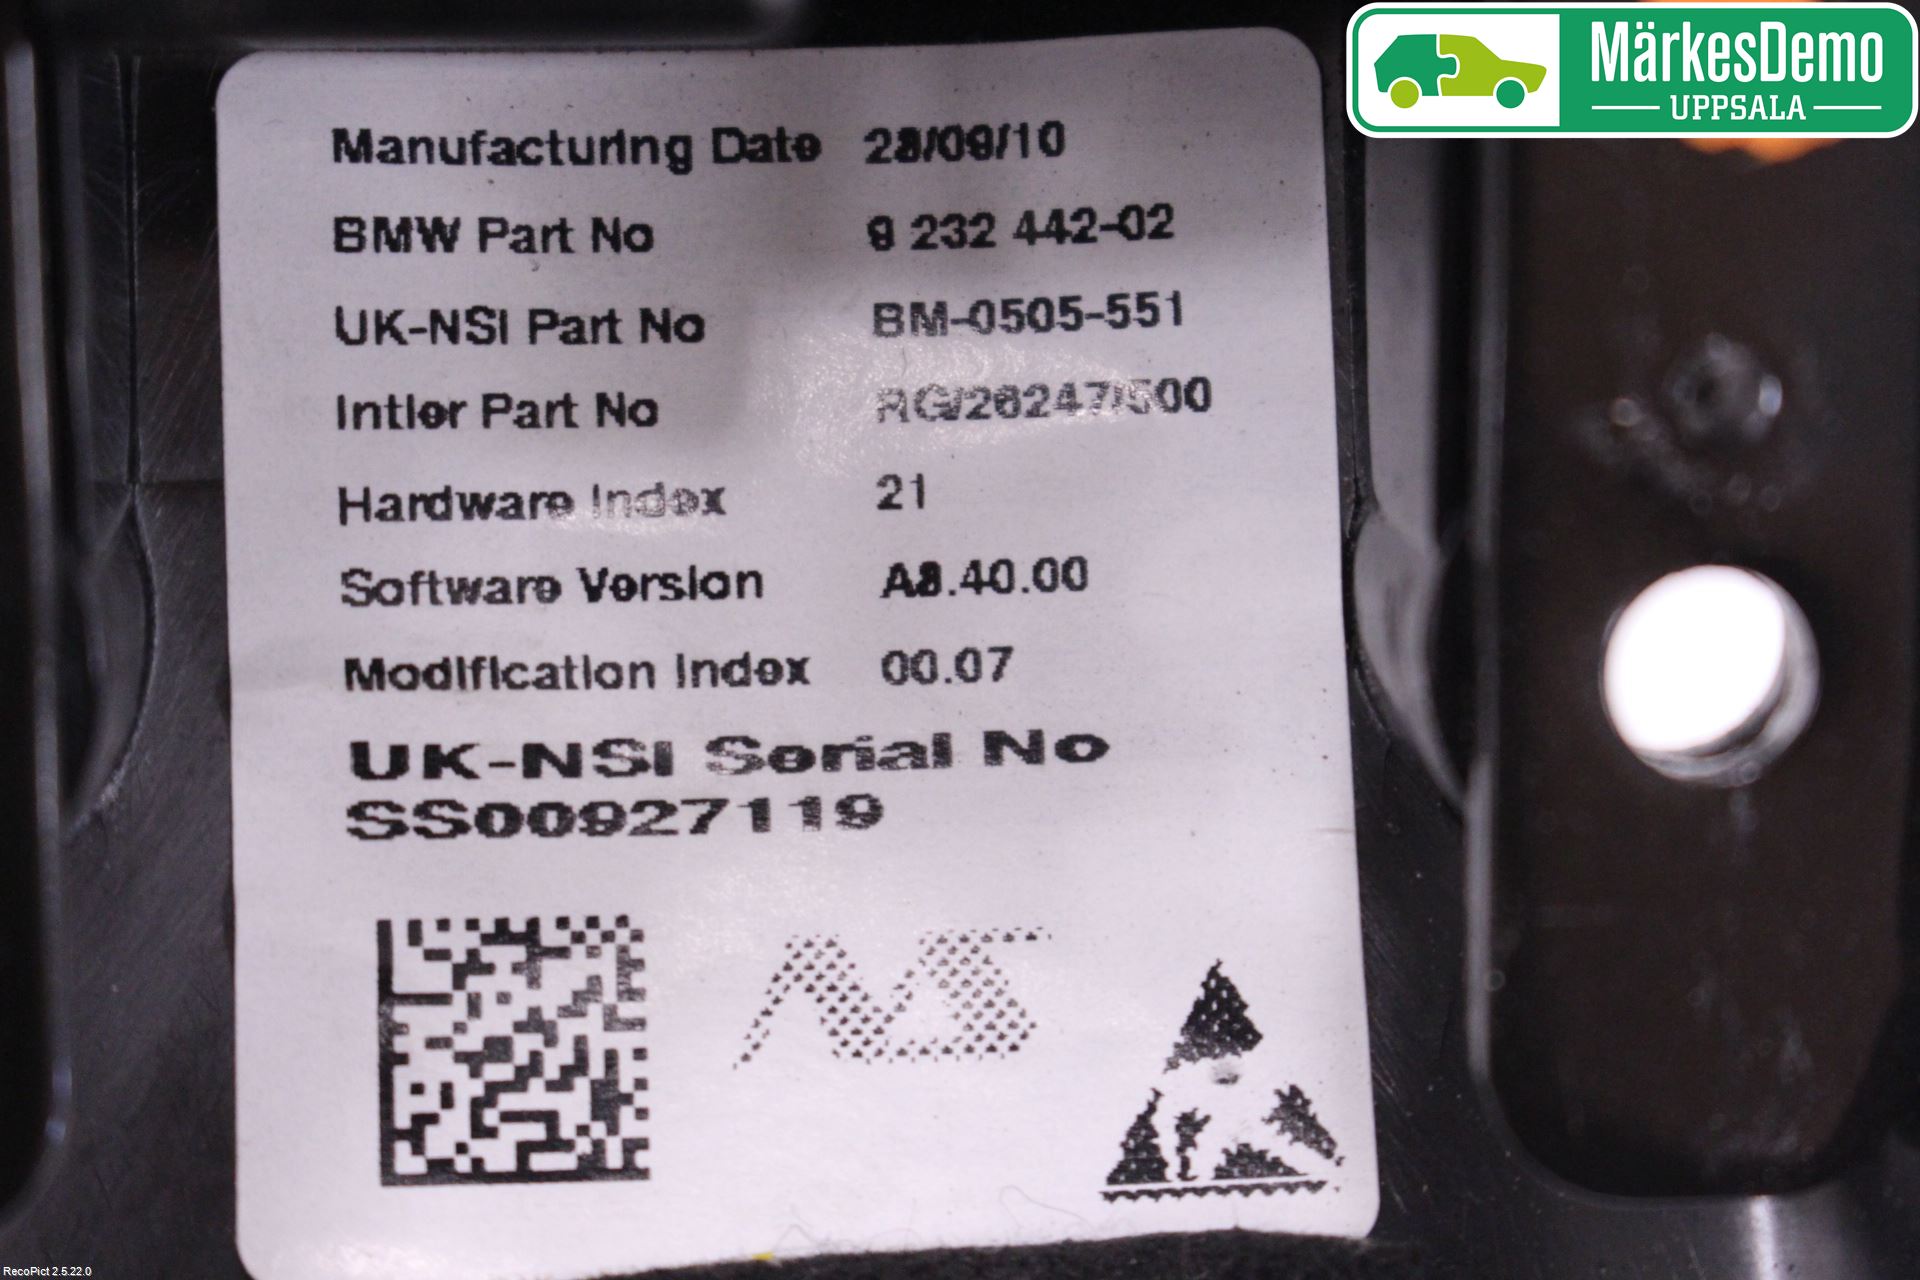 MärkesDemo
UPPSALA
Manufacturing Date 28/09/10
BMW Part No 9 232 442-02
UK-NSI Part No BM-0505-551
Intier Part No RG/26247/500
Hardware Index 21
Software Version A8.40.00
Modification Index 00.07
UK-NSI Serial No
SS00927119
RecoPict 2.5.22.0